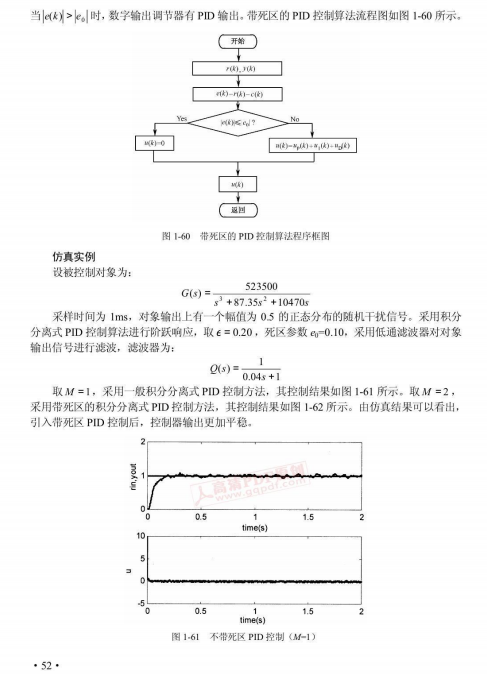 当|e(k)|>|e₀|时，数字输出调节器有 PID 输出。带死区的 PID 控制算法流程图如图 1-60 所示。
开始
e(k)=r(k)-c(k)
Yes
No
u(k)=0
u(k)
返回
图 1-60 带死区的 PID 控制算法程序框图
仿真实例
设被控制对象为：
G(s) = 523500 / (s³ + 87.35s² + 10470s)
采样时间为 1ms，对象输出上有一个幅值为 0.5 的正态分布的随机干扰信号。采用积分
分离式 PID 控制算法进行阶跃响应，取 ϵ = 0.20，死区参数 e₀=0.10，采用低通滤波器对对象
输出信号进行滤波，滤波器为：
Q(s) = 1 / (0.04s + 1)
取 M = 1，采用一般积分分离式 PID 控制方法，其控制结果如图 1-61 所示。取 M = 2，
采用带死区的积分分离式 PID 控制方法，其控制结果如图 1-62 所示。由仿真结果可以看出，
引入带死区 PID 控制后，控制器输出更加平稳。
2
1
0
rin,yout
0 0.5 1 1.5 2
time(s)
10
5
0
-5
u
0 0.5 1 1.5 2
time(s)
图 1-61 不带死区 PID 控制（M=1）
·52·